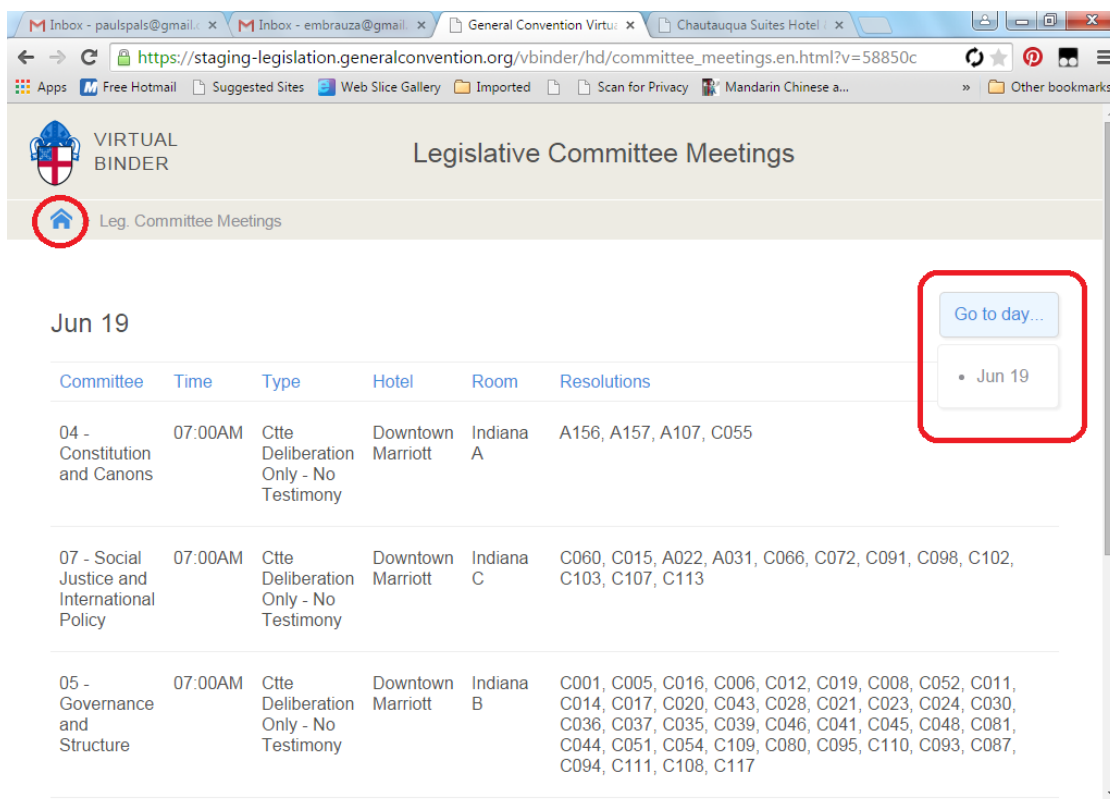 Inbox - paulspals@gmail.c
Inbox - embrauza@gmail.
General Convention Virtua
Chautauqua Suites Hotel
https://staging-legislation.generalconvention.org/vbinder/hd/committee_meetings.en.html?v=58850c
Apps Free Hotmail Suggested Sites Web Slice Gallery Imported Scan for Privacy Mandarin Chinese a... » Other bookmarks
VIRTUAL
BINDER
Legislative Committee Meetings
Leg. Committee Meetings
Go to day...
Jun 19
Jun 19
Committee Time Type Hotel Room Resolutions
04 - Constitution and Canons 07:00AM Ctte Deliberation Only - No Testimony Downtown Marriott Indiana A A156, A157, A107, C055
07 - Social Justice and International Policy 07:00AM Ctte Deliberation Only - No Testimony Downtown Marriott Indiana C C060, C015, A022, A031, C066, C072, C091, C098, C102,
C103, C107, C113
05 - Governance and Structure 07:00AM Ctte Deliberation Only - No Testimony Downtown Marriott Indiana B C001, C005, C016, C006, C012, C019, C008, C052, C011,
C014, C017, C020, C043, C028, C021, C023, C024, C030,
C036, C037, C035, C039, C046, C041, C045, C048, C081,
C044, C051, C054, C109, C080, C095, C110, C093, C087,
C094, C111, C108, C117